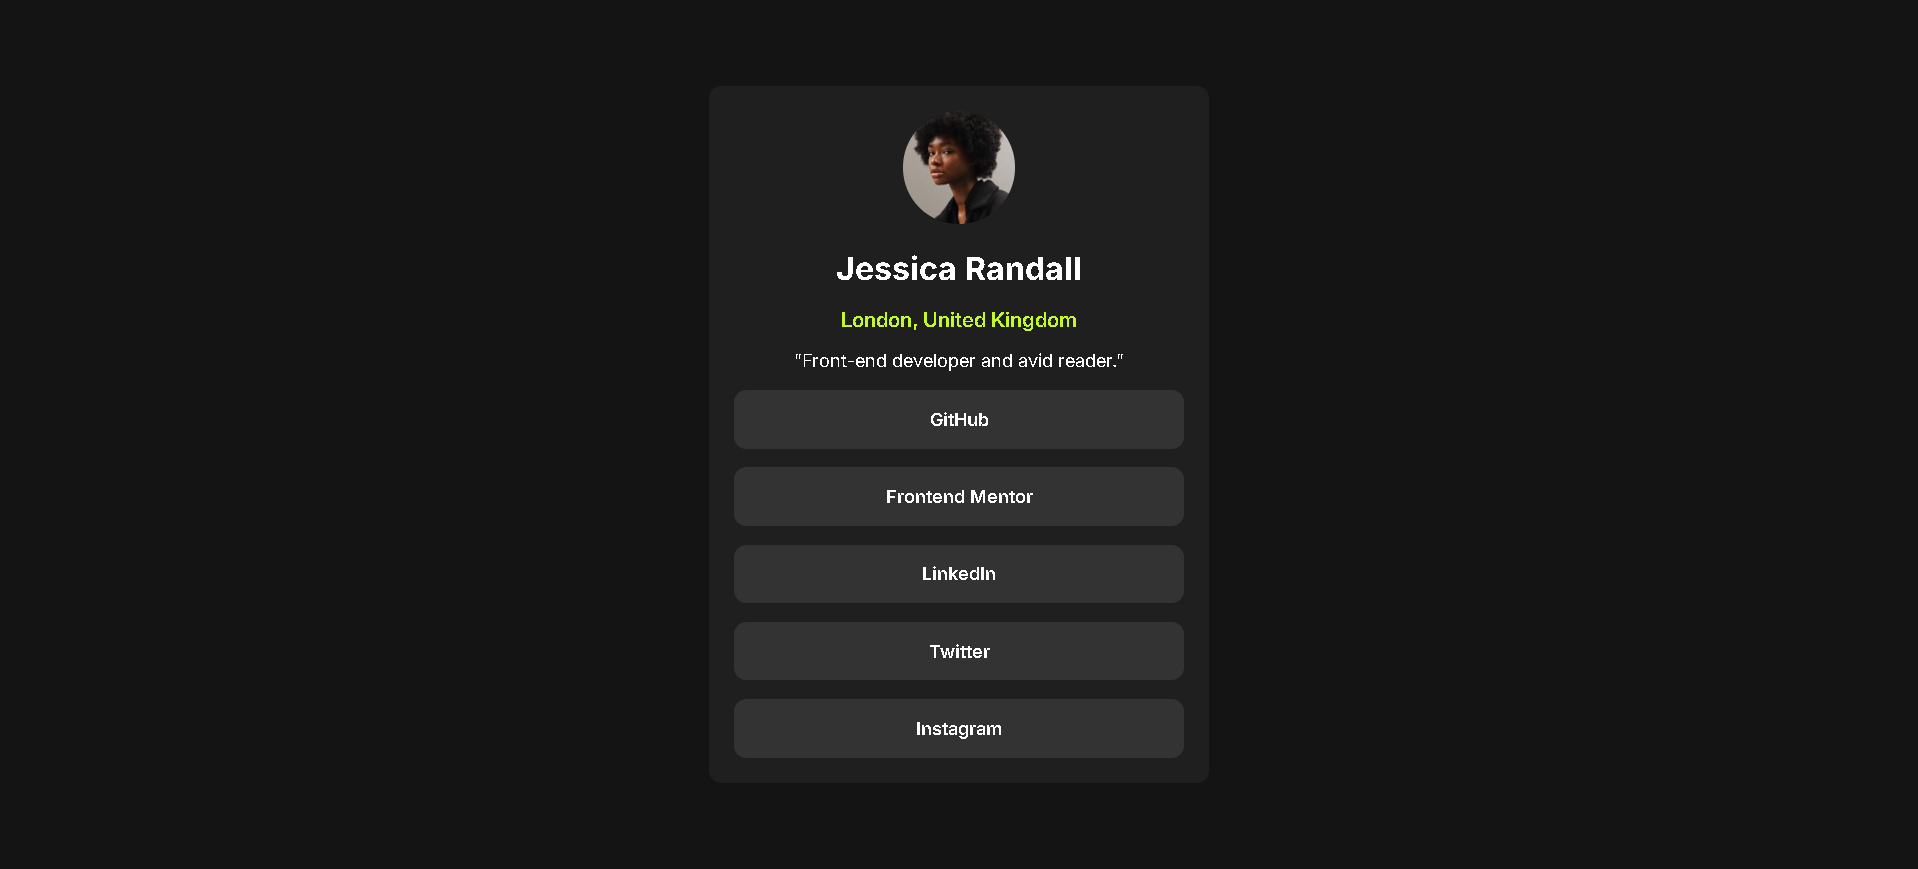 Jessica Randall
London, United Kingdom
"Front-end developer and avid reader."
GitHub
Frontend Mentor
LinkedIn
Twitter
Instagram